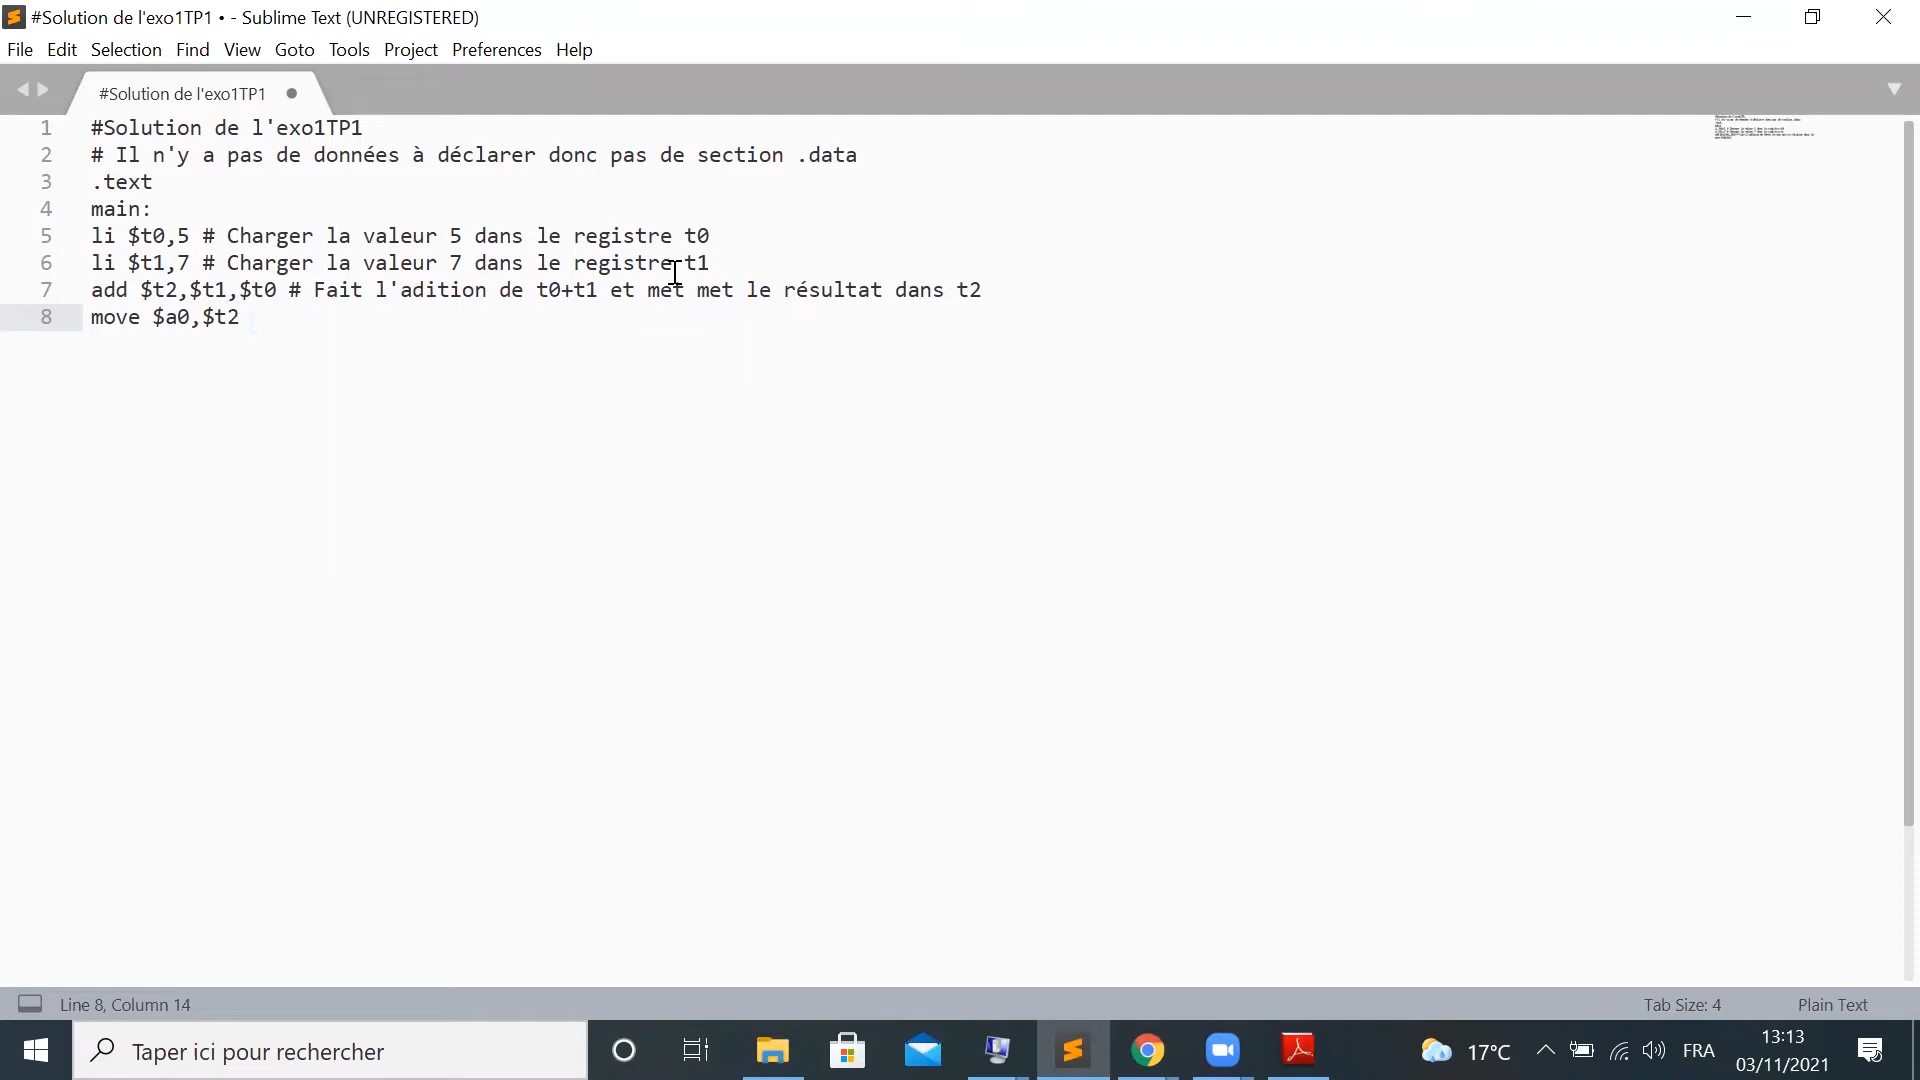 #Solution de l'exo1TP1 • - Sublime Text (UNREGISTERED)
File Edit Selection Find View Goto Tools Project Preferences Help
#Solution de l'exo1TP1
1 #Solution de l'exo1TP1
2 # Il n'y a pas de données à déclarer donc pas de section .data
3 .text
4 main:
5 li $t0,5 # Charger la valeur 5 dans le registre t0
6 li $t1,7 # Charger la valeur 7 dans le registre t1
7 add $t2,$t1,$t0 # Fait l'adition de t0+t1 et met met le résultat dans t2
8 move $a0,$t2
Line 8, Column 14 Tab Size: 4 Plain Text
Taper ici pour rechercher 17°C FRA 13:13
03/11/2021